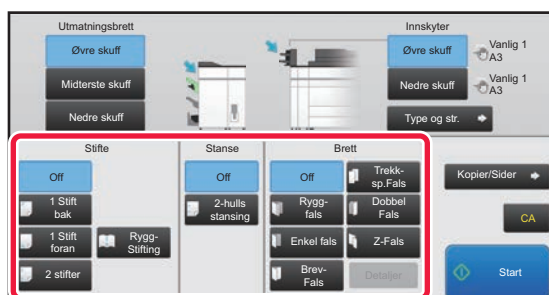 Utmatningsbrett
Innskyter
Øvre skuff
Øvre skuff
Vanlig 1
A3
Midterste skuff
Nedre skuff
Vanlig 1
A3
Nedre skuff
Type og str.
Stifte
Stanse
Brett
Off
Off
Off
Trekk-
sp.Fals
Kopier/Sider
1 Stift
bak
2-hulls
stansing
Rygg-
fals
Dobbel
Fals
CA
1 Stift
foran
Rygg-
Stifting
Enkel fals
Z-Fals
2 stifter
Brev-
Fals
Detaljer
Start